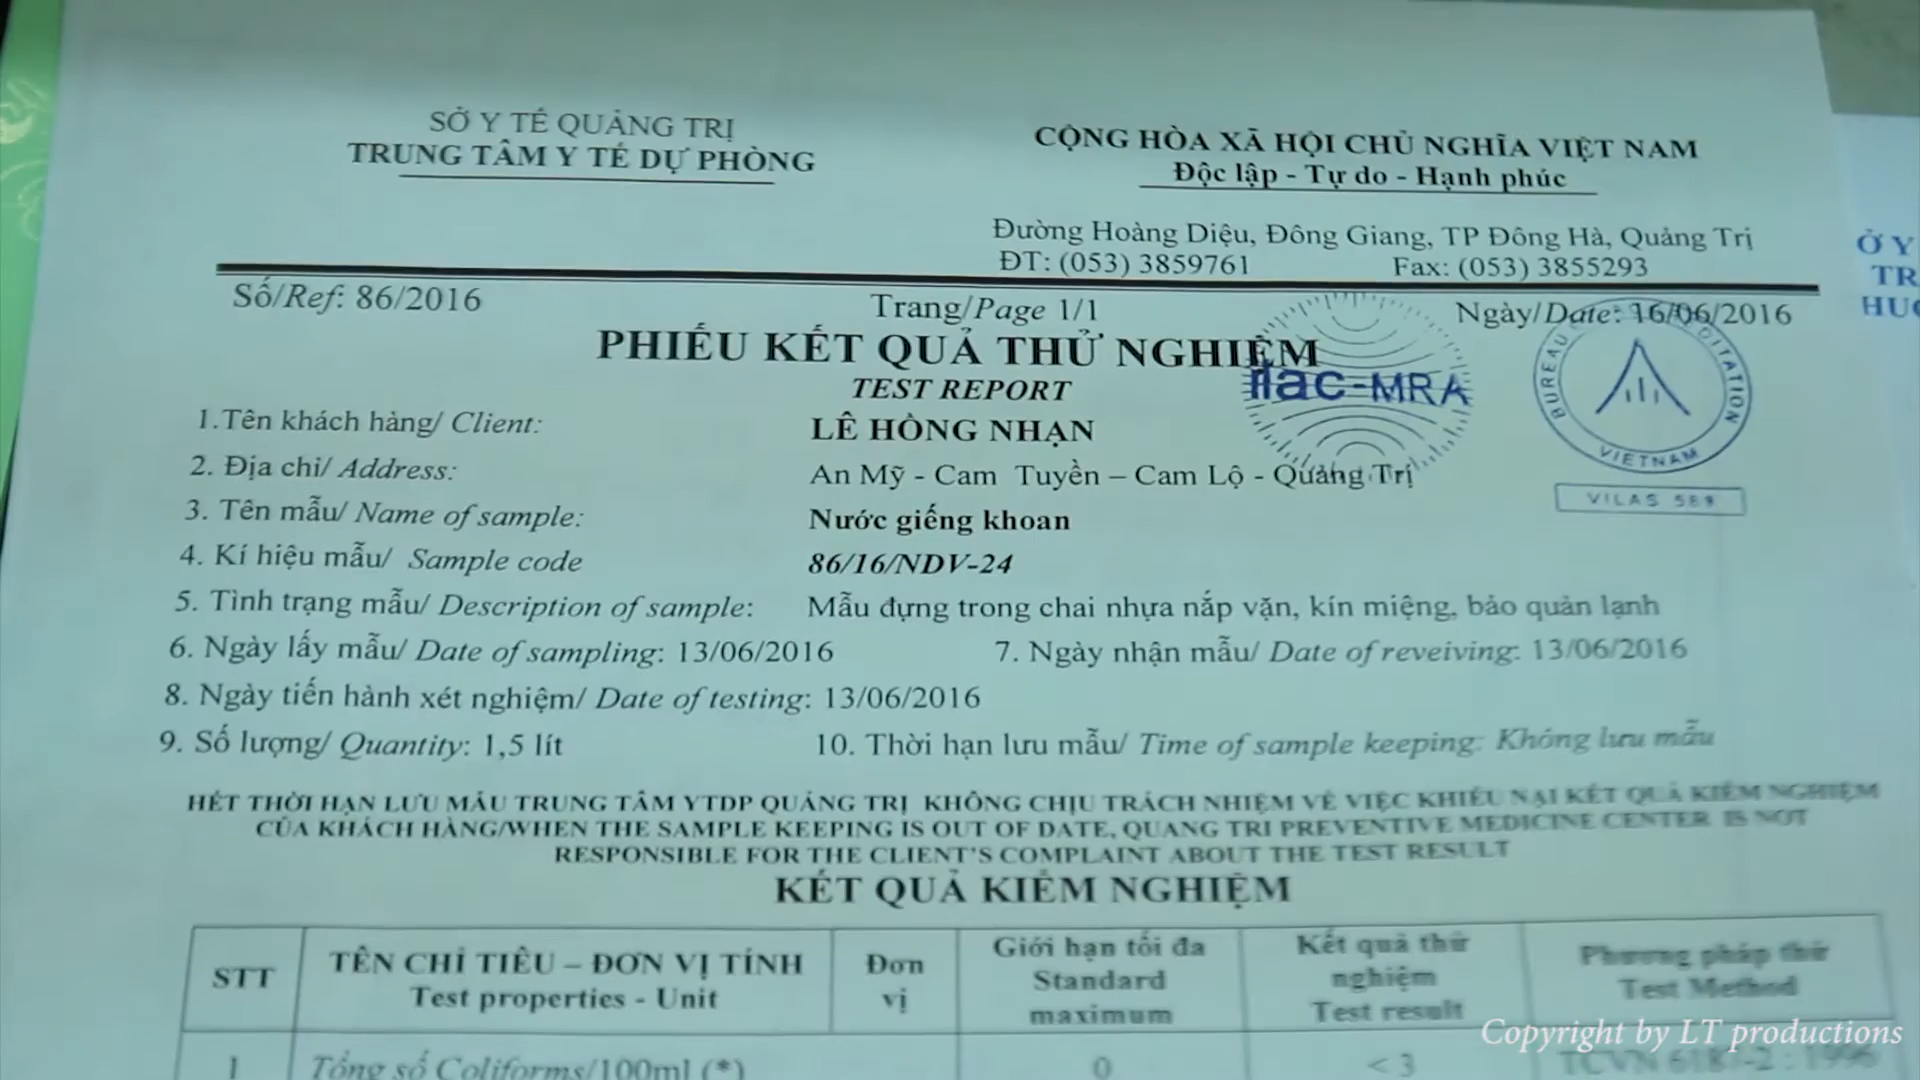 SỞ Y TẾ QUẢNG TRỊ
TRUNG TÂM Y TẾ DỰ PHÒNG
CỘNG HÒA XÃ HỘI CHỦ NGHĨA VIỆT NAM
Độc lập - Tự do - Hạnh phúc
Đường Hoàng Diệu, Đông Giang, TP Đông Hà, Quảng Trị
ĐT: (053) 3859761 Fax: (053) 3855293
Số/Ref: 86/2016 Trang/Page 1/1 Ngày/Date: 16/06/2016
PHIẾU KẾT QUẢ THỬ NGHIỆM
TEST REPORT
ilac-MRA
VIETNAM
VILAS 589
1.Tên khách hàng/ Client: LÊ HỒNG NHẠN
2. Địa chỉ/ Address: An Mỹ - Cam Tuyền – Cam Lộ - Quảng Trị
3. Tên mẫu/ Name of sample: Nước giếng khoan
4. Kí hiệu mẫu/ Sample code 86/16/NDV-24
5. Tình trạng mẫu/ Description of sample: Mẫu đựng trong chai nhựa nắp vặn, kín miệng, bảo quản lạnh
6. Ngày lấy mẫu/ Date of sampling: 13/06/2016 7. Ngày nhận mẫu/ Date of reveiving: 13/06/2016
8. Ngày tiến hành xét nghiệm/ Date of testing: 13/06/2016
9. Số lượng/ Quantity: 1,5 lít 10. Thời hạn lưu mẫu/ Time of sample keeping: Không lưu mẫu
HẾT THỜI HẠN LƯU MẪU TRUNG TÂM YTDP QUẢNG TRỊ KHÔNG CHỊU TRÁCH NHIỆM VỀ VIỆC KHIẾU NẠI KẾT QUẢ KIỂM NGHIỆM
CỦA KHÁCH HÀNG/WHEN THE SAMPLE KEEPING IS OUT OF DATE, QUANG TRI PREVENTIVE MEDICINE CENTER IS NOT
RESPONSIBLE FOR THE CLIENT'S COMPLAINT ABOUT THE TEST RESULT
KẾT QUẢ KIỂM NGHIỆM
STT
TÊN CHỈ TIÊU – ĐƠN VỊ TÍNH
Test properties - Unit
Đơn
vị
Giới hạn tối đa
Standard
maximum
Kết quả thử
nghiệm
Test result
Phương pháp thử
Test Method
1 Tổng số Coliforms/100ml (*) 0 < 3 TCVN 6187-2 : 1996
Copyright by LT productions